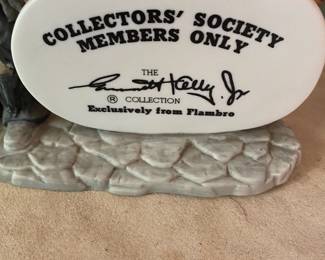 COLLECTORS' SOCIETY
MEMBERS ONLY
THE
Emmett Kelly, Jr
® COLLECTION
Exclusively from Flambro